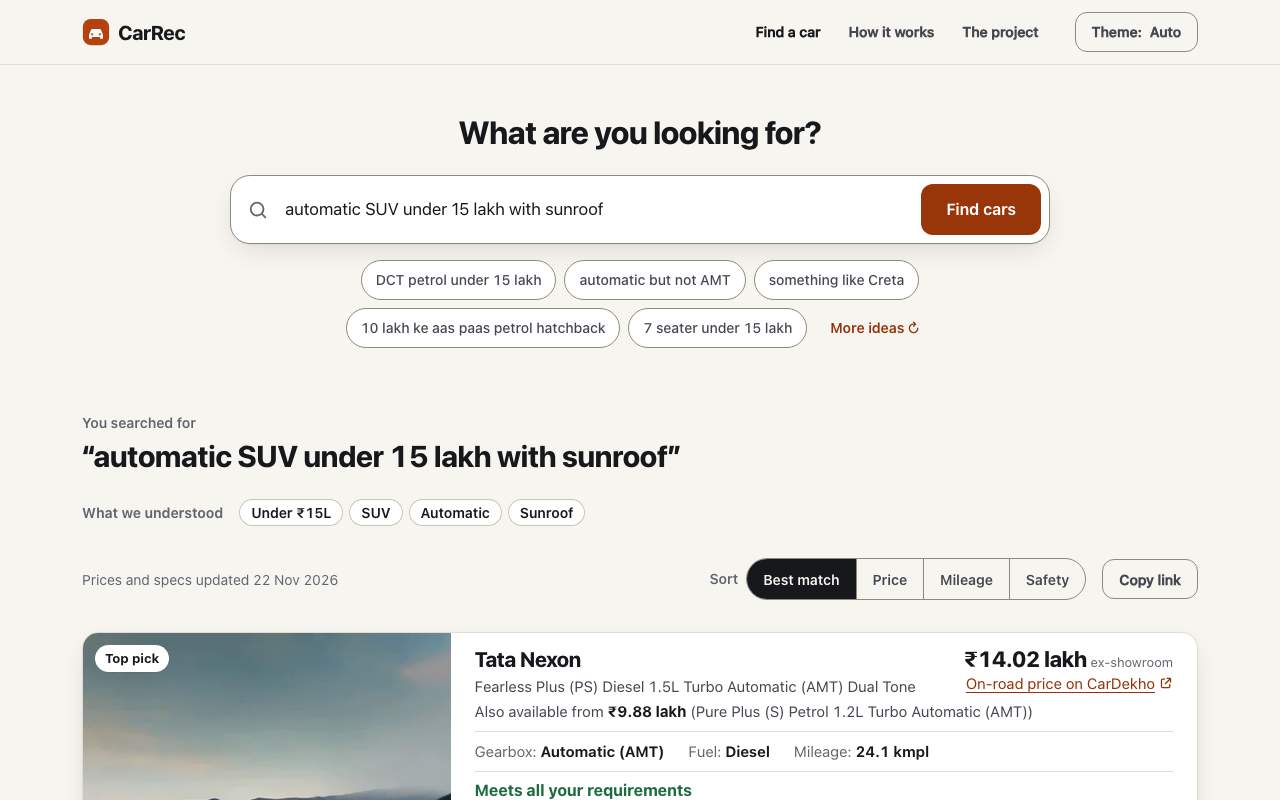 CarRec
Find a car
How it works
The project
Theme: Auto
What are you looking for?
automatic SUV under 15 lakh with sunroof
Find cars
DCT petrol under 15 lakh
automatic but not AMT
something like Creta
10 lakh ke aas paas petrol hatchback
7 seater under 15 lakh
More ideas ↻
You searched for
“automatic SUV under 15 lakh with sunroof”
What we understood
Under ₹15L
SUV
Automatic
Sunroof
Prices and specs updated 22 Nov 2026
Sort
Best match
Price
Mileage
Safety
Copy link
Top pick
Tata Nexon
₹14.02 lakh ex-showroom
Fearless Plus (PS) Diesel 1.5L Turbo Automatic (AMT) Dual Tone
On-road price on CarDekho
Also available from ₹9.88 lakh (Pure Plus (S) Petrol 1.2L Turbo Automatic (AMT))
Gearbox: Automatic (AMT)
Fuel: Diesel
Mileage: 24.1 kmpl
Meets all your requirements